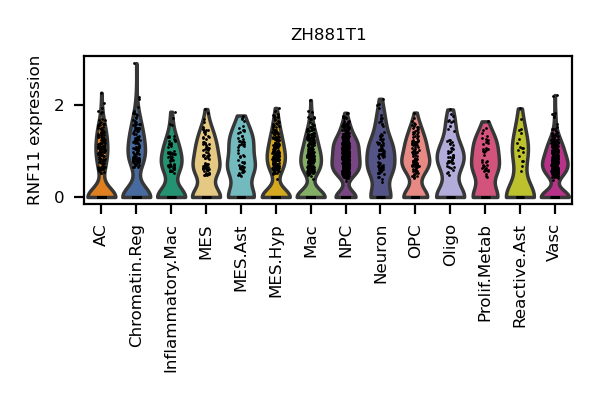 ZH881T1
RNF11 expression
2
0
AC
Chromatin.Reg
Inflammatory.Mac
MES
MES.Ast
MES.Hyp
Mac
NPC
Neuron
OPC
Oligo
Prolif.Metab
Reactive.Ast
Vasc